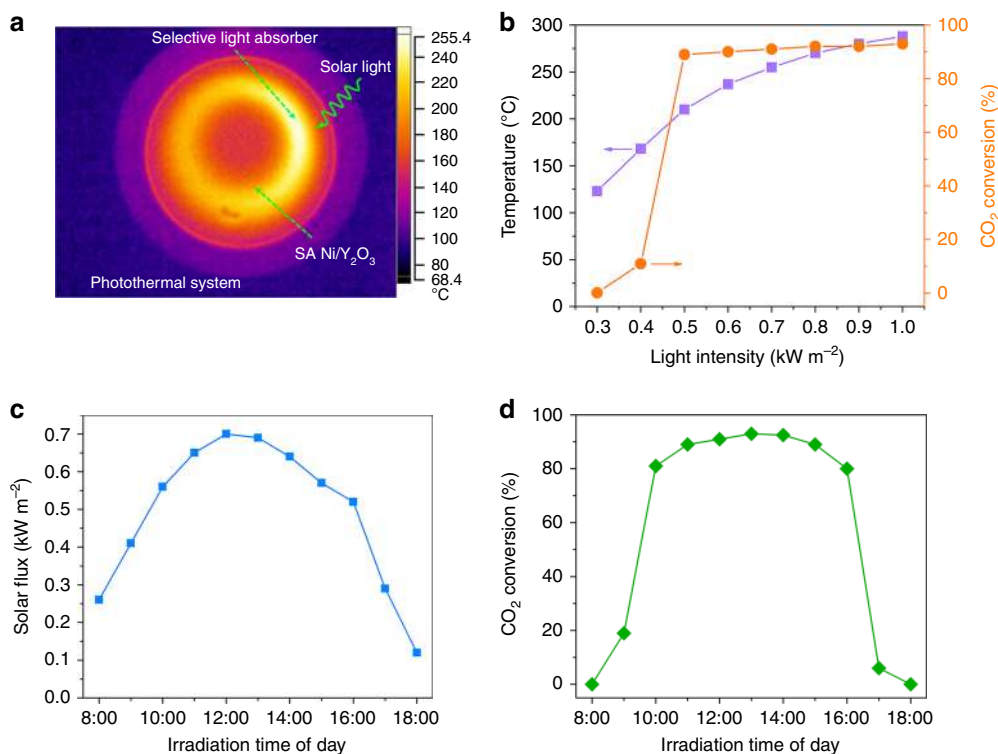 a
Selective light absorber
Solar light
SA Ni/Y₂O₃
Photothermal system
255.4
240
220
200
180
160
140
120
100
80
68.4
°C
b
300
250
200
150
100
50
0
Temperature (°C)
100
80
60
40
20
0
CO₂ conversion (%)
0.3 0.4 0.5 0.6 0.7 0.8 0.9 1.0
Light intensity (kW m⁻²)
c
0.7
0.6
0.5
0.4
0.3
0.2
0.1
0.0
Solar flux (kW m⁻²)
8:00 10:00 12:00 14:00 16:00 18:00
Irradiation time of day
d
100
80
60
40
20
0
CO₂ conversion (%)
8:00 10:00 12:00 14:00 16:00 18:00
Irradiation time of day